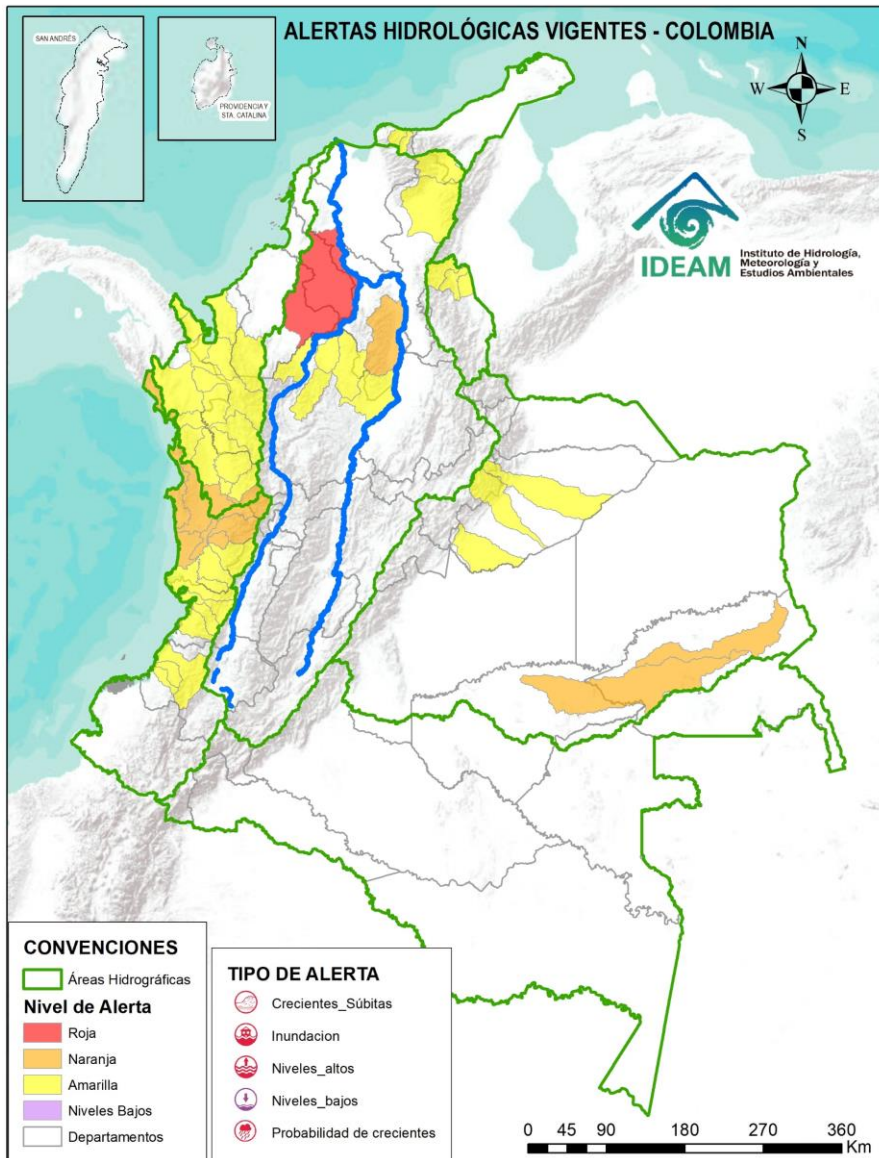 ALERTAS HIDROLÓGICAS VIGENTES - COLOMBIA
SAN ANDRÉS
PROVIDENCIA Y
STA. CATALINA
N
W
E
S
IDEAM
Instituto de Hidrología,
Meteorología y
Estudios Ambientales
CONVENCIONES
Áreas Hidrográficas
Nivel de Alerta
Roja
Naranja
Amarilla
Niveles Bajos
Departamentos
TIPO DE ALERTA
Crecientes_Súbitas
Inundacion
Niveles_altos
Niveles_bajos
Probabilidad de crecientes
0 45 90 180 270 360
Km